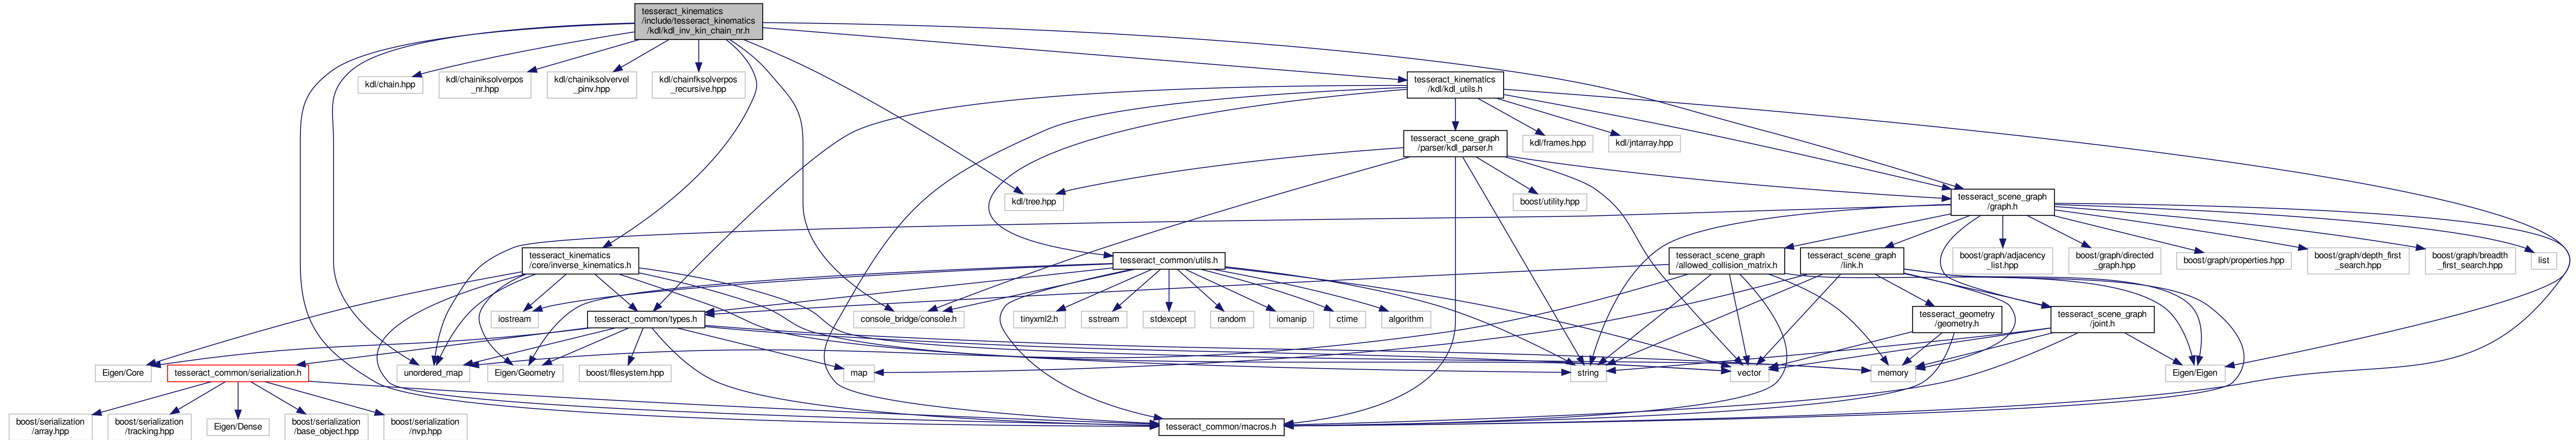 tesseract_kinematics
/include/tesseract_kinematics
/kdl/kdl_inv_kin_chain_nr.h
kdl/chain.hpp
kdl/chainiksolverpos
_nr.hpp
kdl/chainiksolvervel
_pinv.hpp
kdl/chainfksolverpos
_recursive.hpp
tesseract_kinematics
/kdl/kdl_utils.h
tesseract_scene_graph
/parser/kdl_parser.h
kdl/frames.hpp
kdl/jntarray.hpp
kdl/tree.hpp
boost/utility.hpp
tesseract_scene_graph
/graph.h
tesseract_kinematics
/core/inverse_kinematics.h
tesseract_common/utils.h
tesseract_scene_graph
/allowed_collision_matrix.h
tesseract_scene_graph
/link.h
boost/graph/adjacency
_list.hpp
boost/graph/directed
_graph.hpp
boost/graph/properties.hpp
boost/graph/depth_first
_search.hpp
boost/graph/breadth
_first_search.hpp
list
iostream
tesseract_common/types.h
console_bridge/console.h
tinyxml2.h
sstream
stdexcept
random
iomanip
ctime
algorithm
tesseract_geometry
/geometry.h
tesseract_scene_graph
/joint.h
Eigen/Core
tesseract_common/serialization.h
unordered_map
Eigen/Geometry
boost/filesystem.hpp
map
string
vector
memory
Eigen/Eigen
boost/serialization
/array.hpp
boost/serialization
/tracking.hpp
Eigen/Dense
boost/serialization
/base_object.hpp
boost/serialization
/nvp.hpp
tesseract_common/macros.h